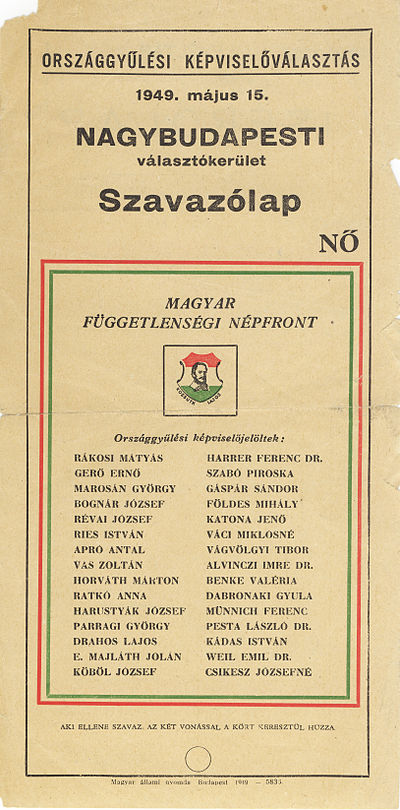 ORSZÁGGYŰLÉSI KÉPVISELŐVÁLASZTÁS
1949. május 15.
NAGYBUDAPESTI
választókerület
Szavazólap
NŐ
MAGYAR
FÜGGETLENSÉGI NÉPFRONT
KOSSUTH LAJOS
Országgyűlési képviselőjelöltek:
RÁKOSI MÁTYÁS
GERŐ ERNŐ
MAROSÁN GYÖRGY
BOGNÁR JÓZSEF
RÉVAI JÓZSEF
RIES ISTVÁN
APRÓ ANTAL
VAS ZOLTÁN
HORVÁTH MÁRTON
RATKÓ ANNA
HARUSTYÁK JÓZSEF
PARRAGI GYÖRGY
DRAHOS LAJOS
E. MAJLÁTH JOLÁN
KÖBÖL JÓZSEF
HARRER FERENC DR.
SZABÓ PIROSKA
GÁSPÁR SÁNDOR
FÖLDES MIHÁLY
KATONA JENŐ
VÁCI MIKLÓSNÉ
VÁGVÖLGYI TIBOR
ALVINCZI IMRE DR.
BENKE VALÉRIA
DABRONAKI GYULA
MÜNNICH FERENC
PESTA LÁSZLÓ DR.
KÁDAS ISTVÁN
WEIL EMIL DR.
CSIKESZ JÓZSEFNÉ
AKI ELLENE SZAVAZ, AZ KÉT VONÁSSAL A KÖRT KERESZTÜL HÚZZA
Magyar állami nyomda Budapest 1949 — 5833.